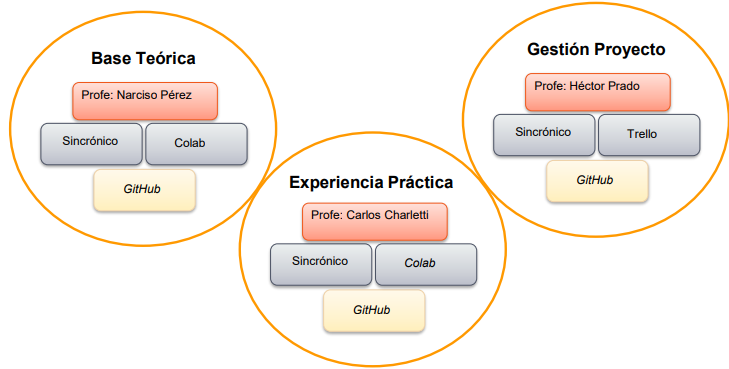 Base Teórica
Profe: Narciso Pérez
Sincrónico
Colab
GitHub
Experiencia Práctica
Profe: Carlos Charletti
Sincrónico
Colab
GitHub
Gestión Proyecto
Profe: Héctor Prado
Sincrónico
Trello
GitHub